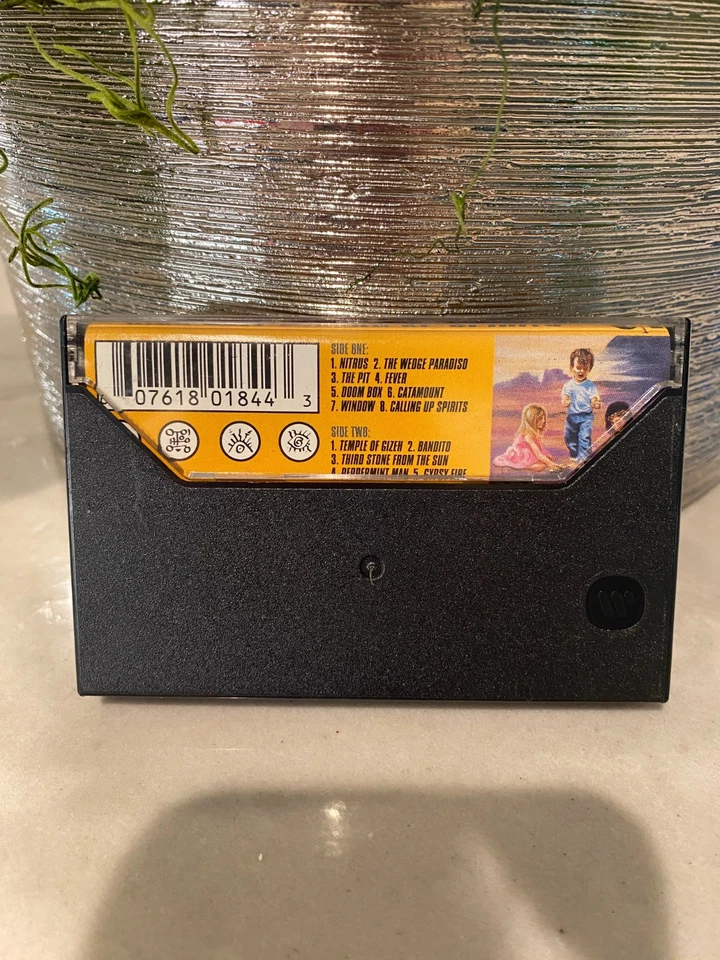 SIDE ONE:
1. NITRUS 2. THE WEDGE PARADISO
3. THE PIT 4. FEVER
5. DOOM BOX 6. CATAMOUNT
7. WINDOW 8. CALLING UP SPIRITS
SIDE TWO:
1. TEMPLE OF GIZEH 2. BANDITO
3. THIRD STONE FROM THE SUN
4. PEPPERMINT MAN 5. GYPSY FIRE
07618 01844 3